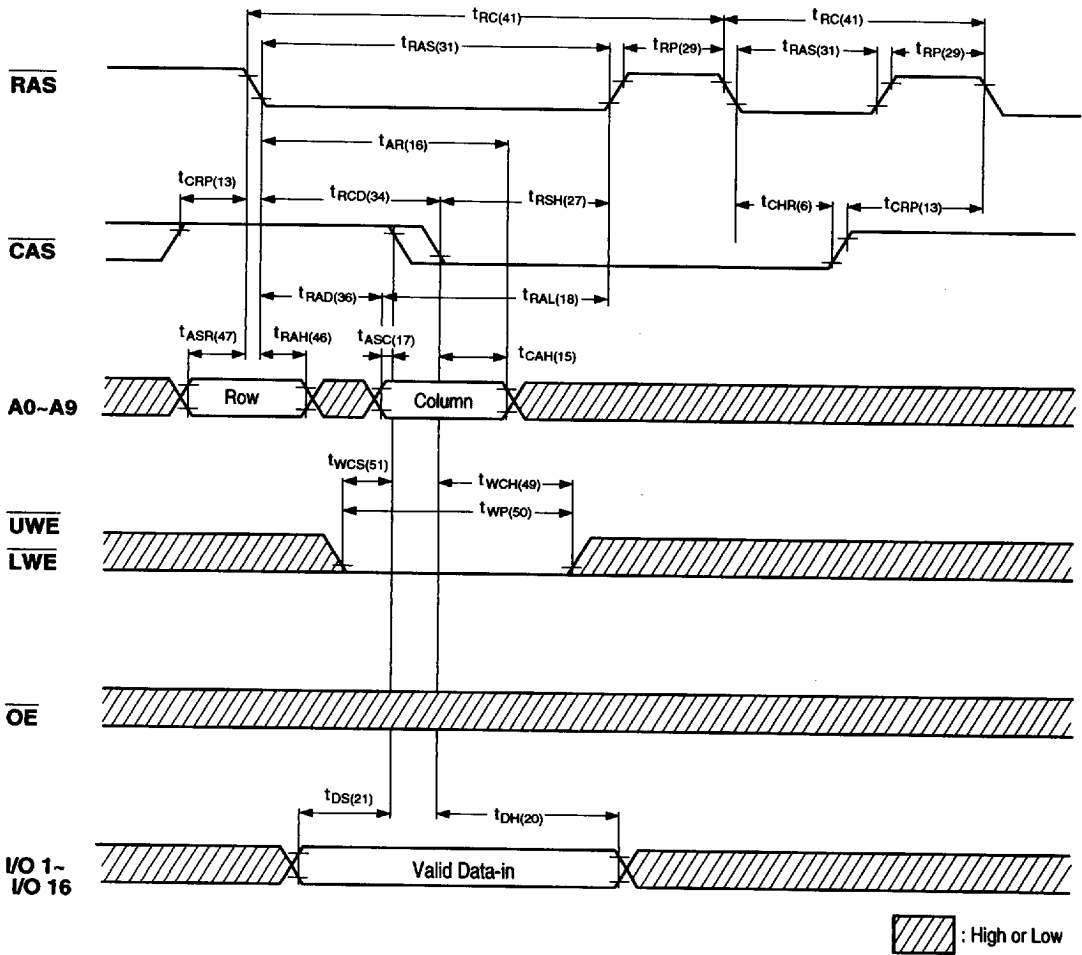 tRC(41) tRC(41)
tRAS(31) tRP(29) tRAS(31) tRP(29)
RAS
tAR(16)
tCRP(13) tRCD(34) tRSH(27) tCHR(6) tCRP(13)
CAS
tRAD(36) tRAL(18)
tASR(47) tRAH(46) tASC(17) tCAH(15)
A0~A9 Row Column
tWCS(51) tWCH(49)
tWP(50)
UWE
LWE
OE
tDS(21) tDH(20)
I/O 1~
I/O 16
Valid Data-in
: High or Low